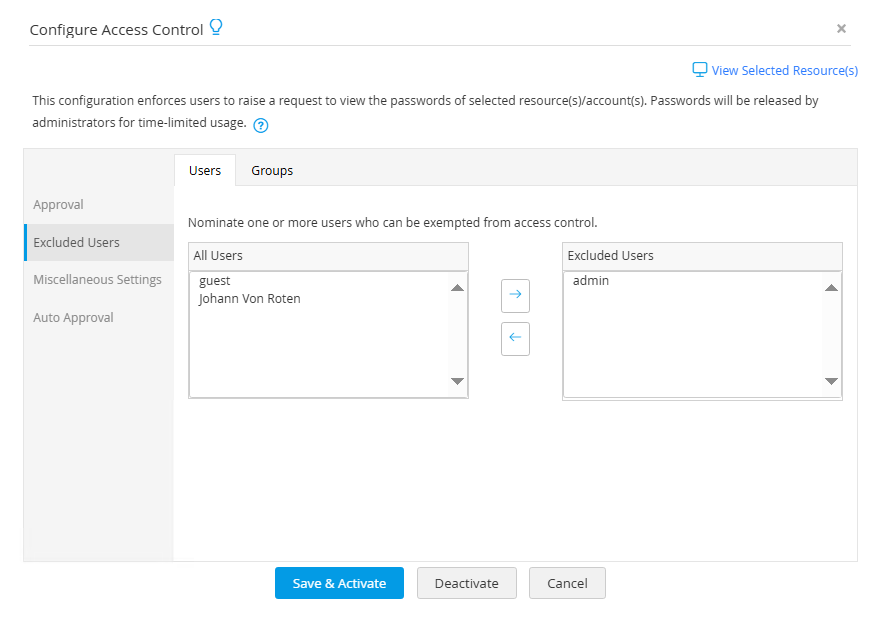 Configure Access Control
×
View Selected Resource(s)
This configuration enforces users to raise a request to view the passwords of selected resource(s)/account(s). Passwords will be released by
administrators for time-limited usage. ?
Users Groups
Approval
Excluded Users
Miscellaneous Settings
Auto Approval
Nominate one or more users who can be exempted from access control.
All Users
guest
Johann Von Roten
Excluded Users
admin
Save & Activate Deactivate Cancel